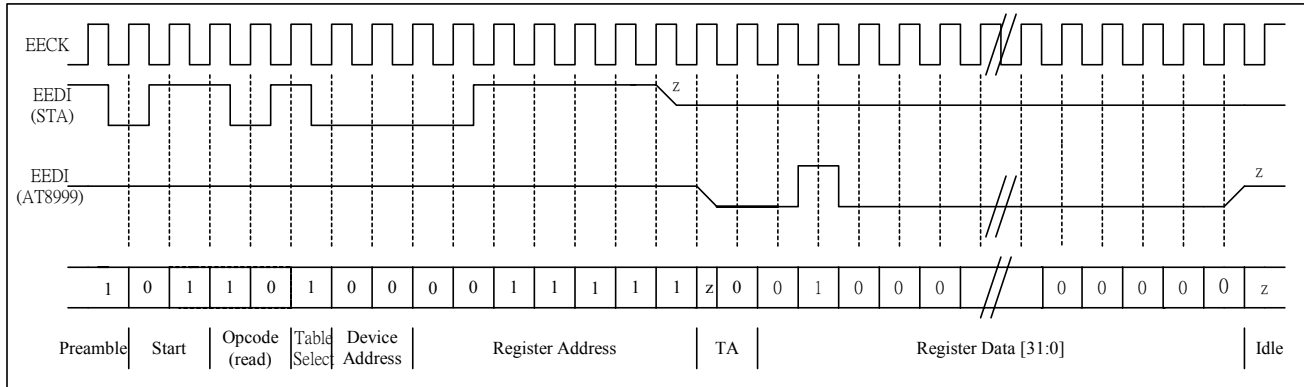 EECK
EEDI
(STA)
z
EEDI
(AT8999)
z
1 0 1 1 0 1 0 0 0 0 1 1 1 1 1 z 0 0 1 0 0 0 0 0 0 0 0 z
Preamble Start Opcode (read) Table Select Device Address Register Address TA Register Data [31:0] Idle